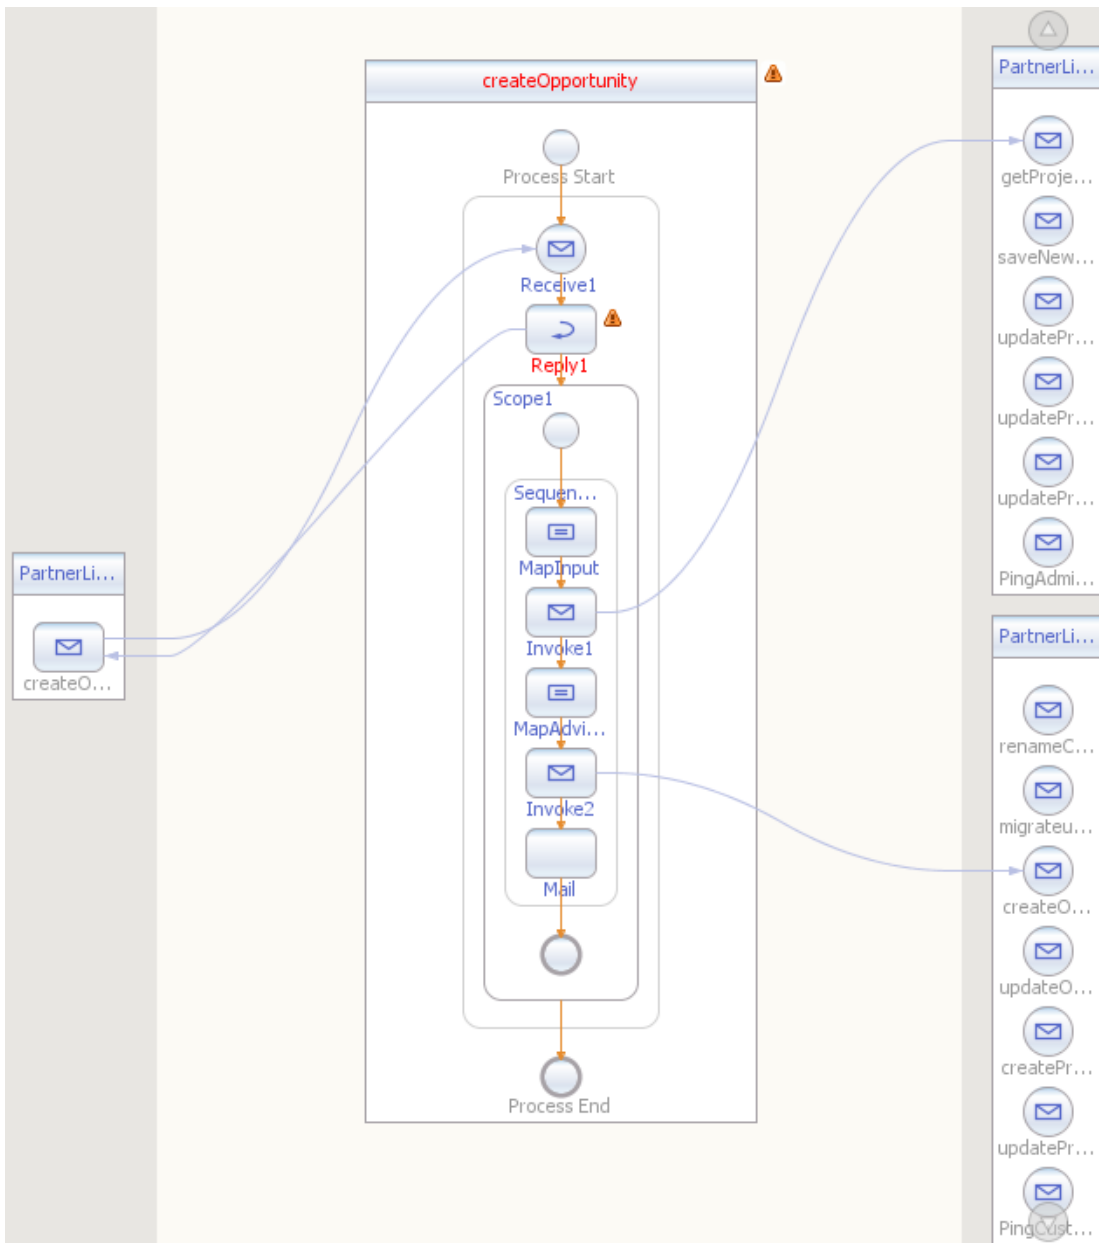 createOpportunity
Process Start
Receive1
Reply1
Scope1
Sequen...
MapInput
Invoke1
MapAdvi...
Invoke2
Mail
Process End
PartnerLi...
createO...
PartnerLi...
getProje...
saveNew...
updatePr...
updatePr...
updatePr...
PingAdmi...
PartnerLi...
renameC...
migrateu...
createO...
updateO...
createPr...
updatePr...
PingCust...